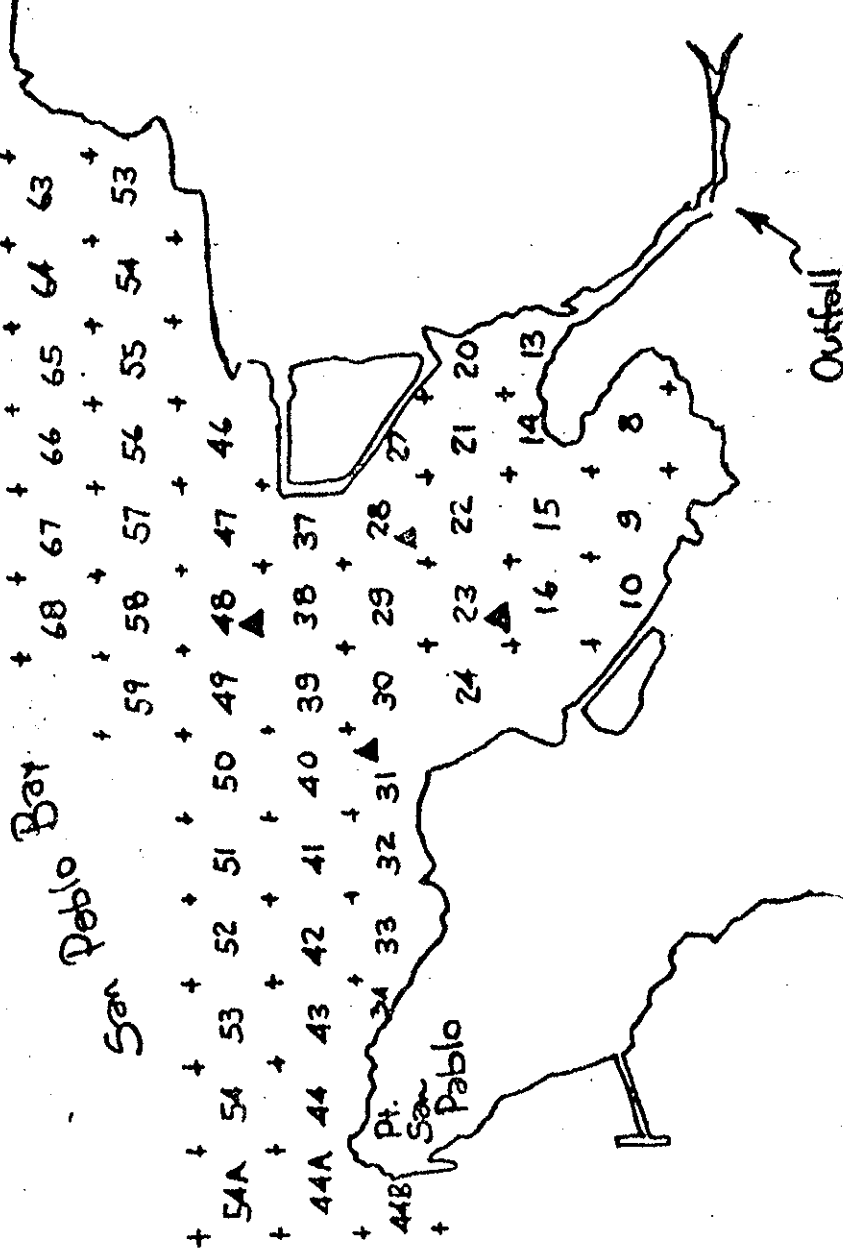 San Pablo Bay
68 67 66 65 64 63
59 58 57 56 55 54 53
54A 54 53 52 51 50 49 48 47 46
44A 44 43 42 41 40 39 38 37
44B 34 33 32 31 30 29 28 27
Pt.
San
Pablo
24 23 22 21 20
16 15 14 13
10 9 8
Outfall